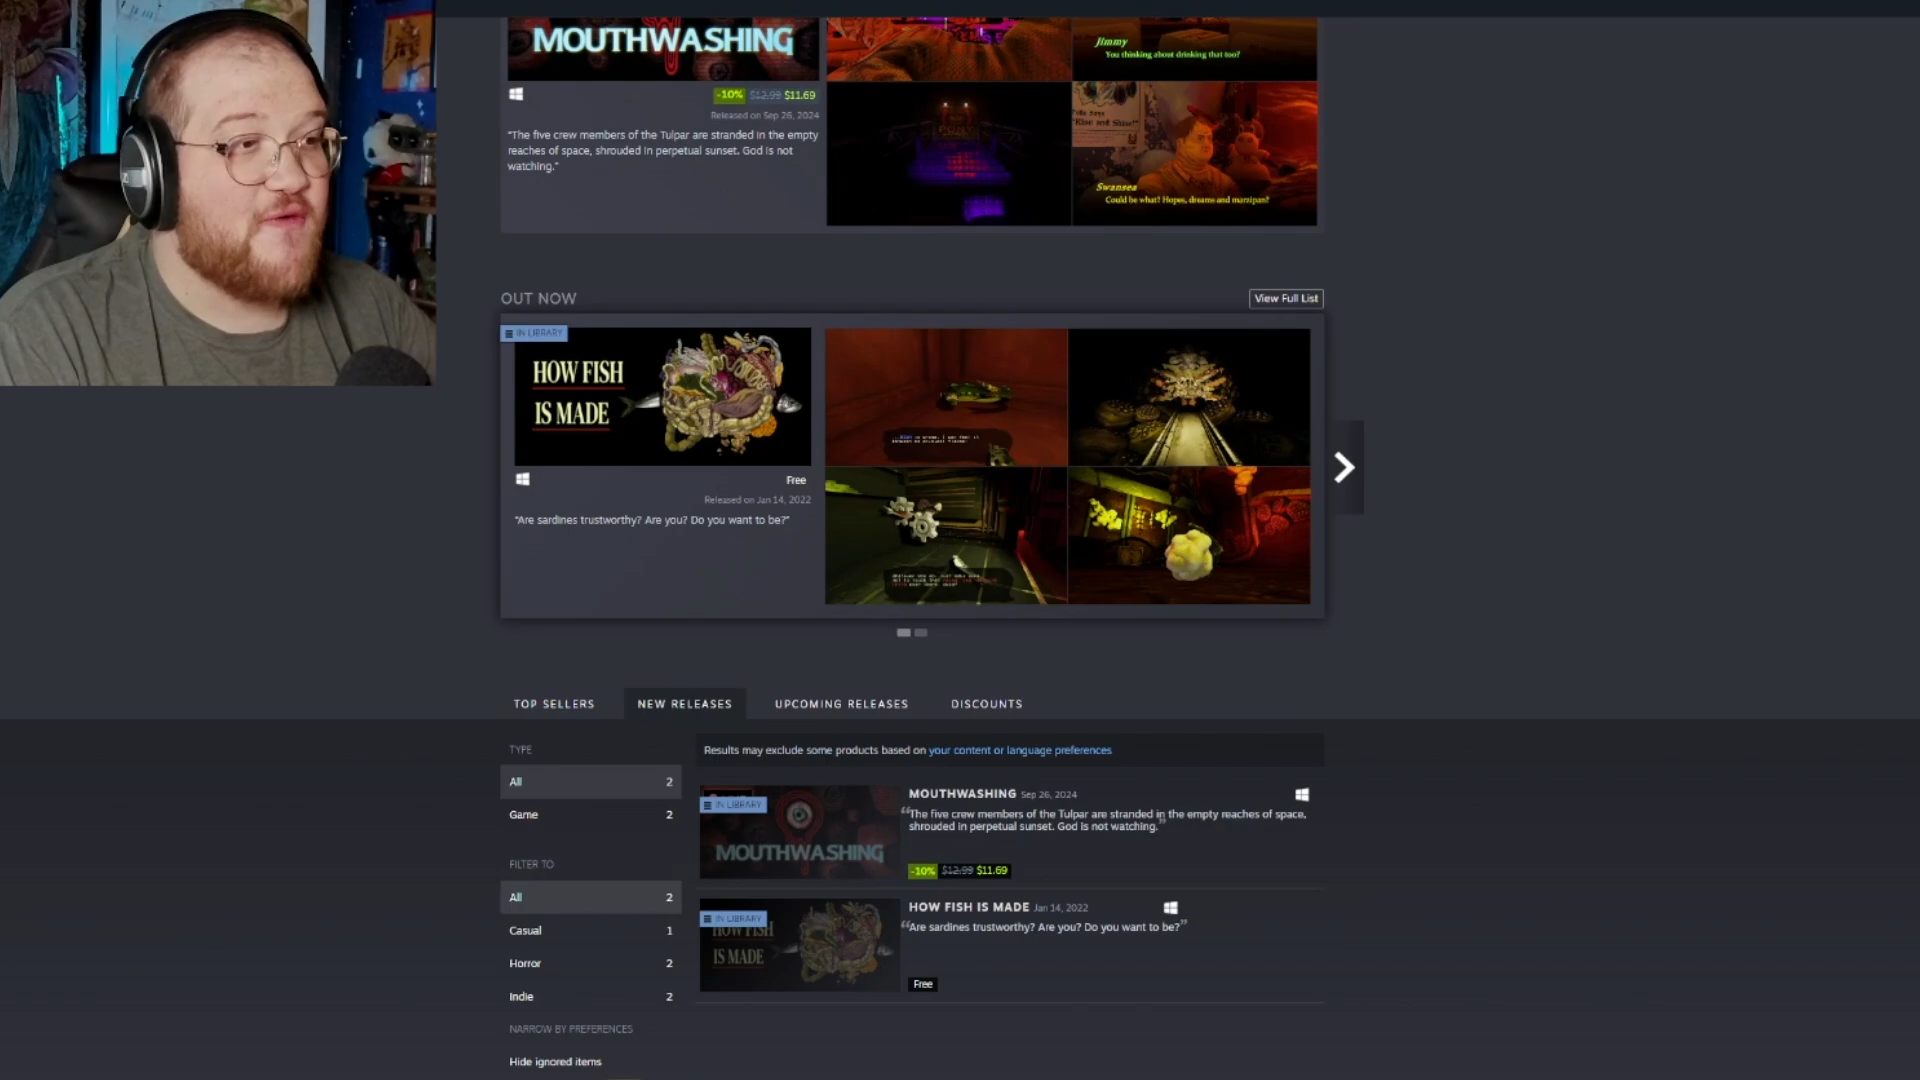 MOUTHWASHING
-10% $12.99 $11.69
Released on Sep 26, 2024
"The five crew members of the Tulpar are stranded in the empty
reaches of space, shrouded in perpetual sunset. God is not
watching."
Jimmy
You thinking about drinking that too?
"Rise and Shine!"
Swansea
Could be what? Hopes, dreams and marzipan?
OUT NOW
View Full List
IN LIBRARY
HOW FISH
IS MADE
Free
Released on Jan 14, 2022
"Are sardines trustworthy? Are you? Do you want to be?"
TOP SELLERS
NEW RELEASES
UPCOMING RELEASES
DISCOUNTS
TYPE
All 2
Game 2
FILTER TO
All 2
Casual 1
Horror 2
Indie 2
NARROW BY PREFERENCES
Hide ignored items
Results may exclude some products based on your content or language preferences
IN LIBRARY
MOUTHWASHING
MOUTHWASHING Sep 26, 2024
"The five crew members of the Tulpar are stranded in the empty reaches of space,
shrouded in perpetual sunset. God is not watching."
-10% $12.99 $11.69
IN LIBRARY
HOW FISH
IS MADE
HOW FISH IS MADE Jan 14, 2022
"Are sardines trustworthy? Are you? Do you want to be?"
Free